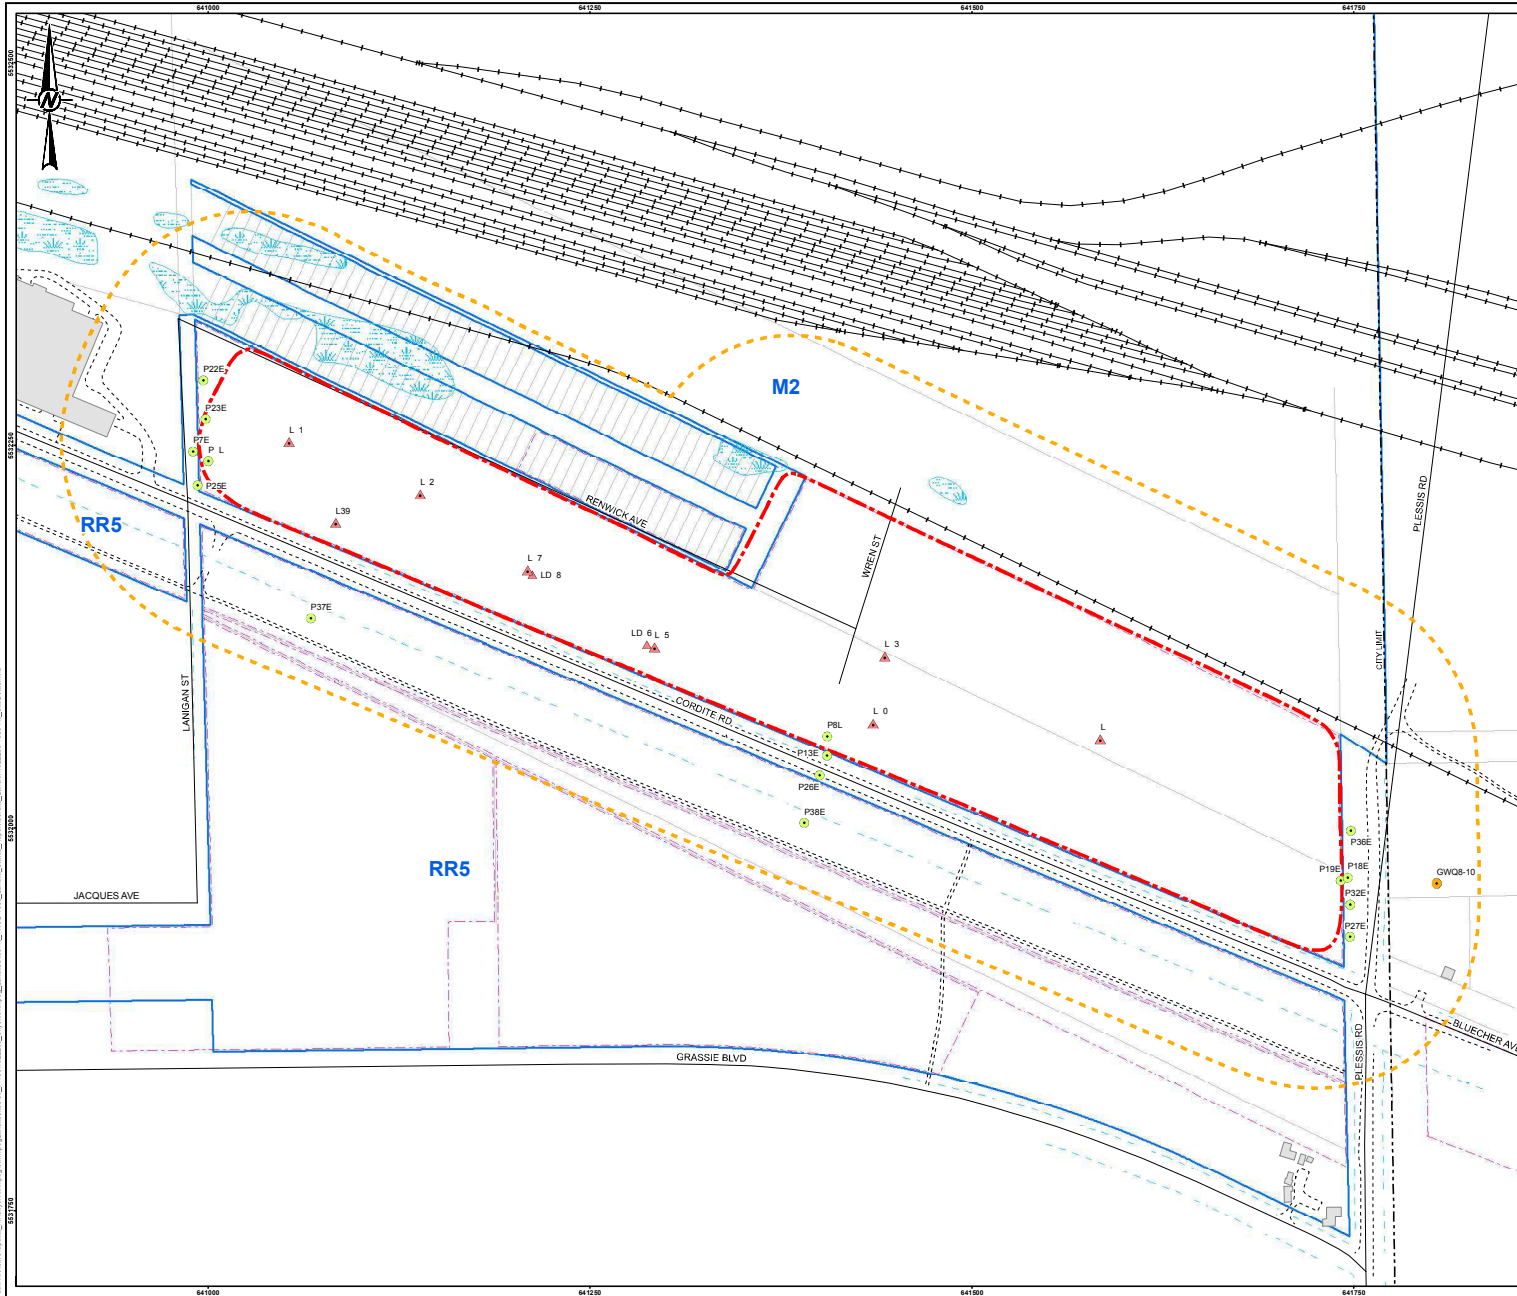 641000
641250
641500
641750
5532500
N
M2
P22E
P23E
L 1
P7E
P L
5532250
P25E
L 2
RENWICK AVE
PLESSIS RD
RR5
L39
WREN ST
L 7
LD 8
P37E
LD 6
L 5
L 3
CITY LIMIT
LANIGAN ST
CORDITE RD
L 0
P8L
L
P13E
P26E
P38E
5532000
P36E
RR5
P19E
P18E
GWQ8-10
JACQUES AVE
P32E
P27E
BLUECHER AVE
PLESSIS RD
GRASSIE BLVD
5531750
641000
641250
641500
641750